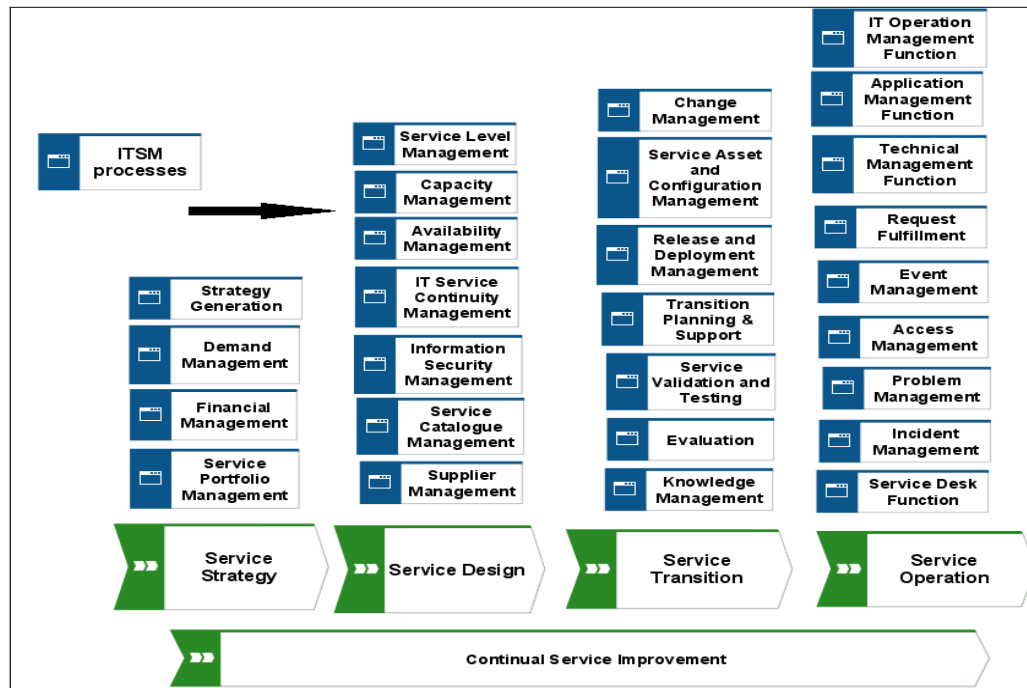 ITSM
processes
Strategy
Generation
Demand
Management
Financial
Management
Service
Portfolio
Management
Service
Strategy
Service Level
Management
Capacity
Management
Availability
Management
IT Service
Continuity
Management
Information
Security
Management
Service
Catalogue
Management
Supplier
Management
Service Design
Change
Management
Service Asset
and
Configuration
Management
Release and
Deployment
Management
Transition
Planning &
Support
Service
Validation and
Testing
Evaluation
Knowledge
Management
Service
Transition
IT Operation
Management
Function
Application
Management
Function
Technical
Management
Function
Request
Fulfillment
Event
Management
Access
Management
Problem
Management
Incident
Management
Service Desk
Function
Service
Operation
Continual Service Improvement